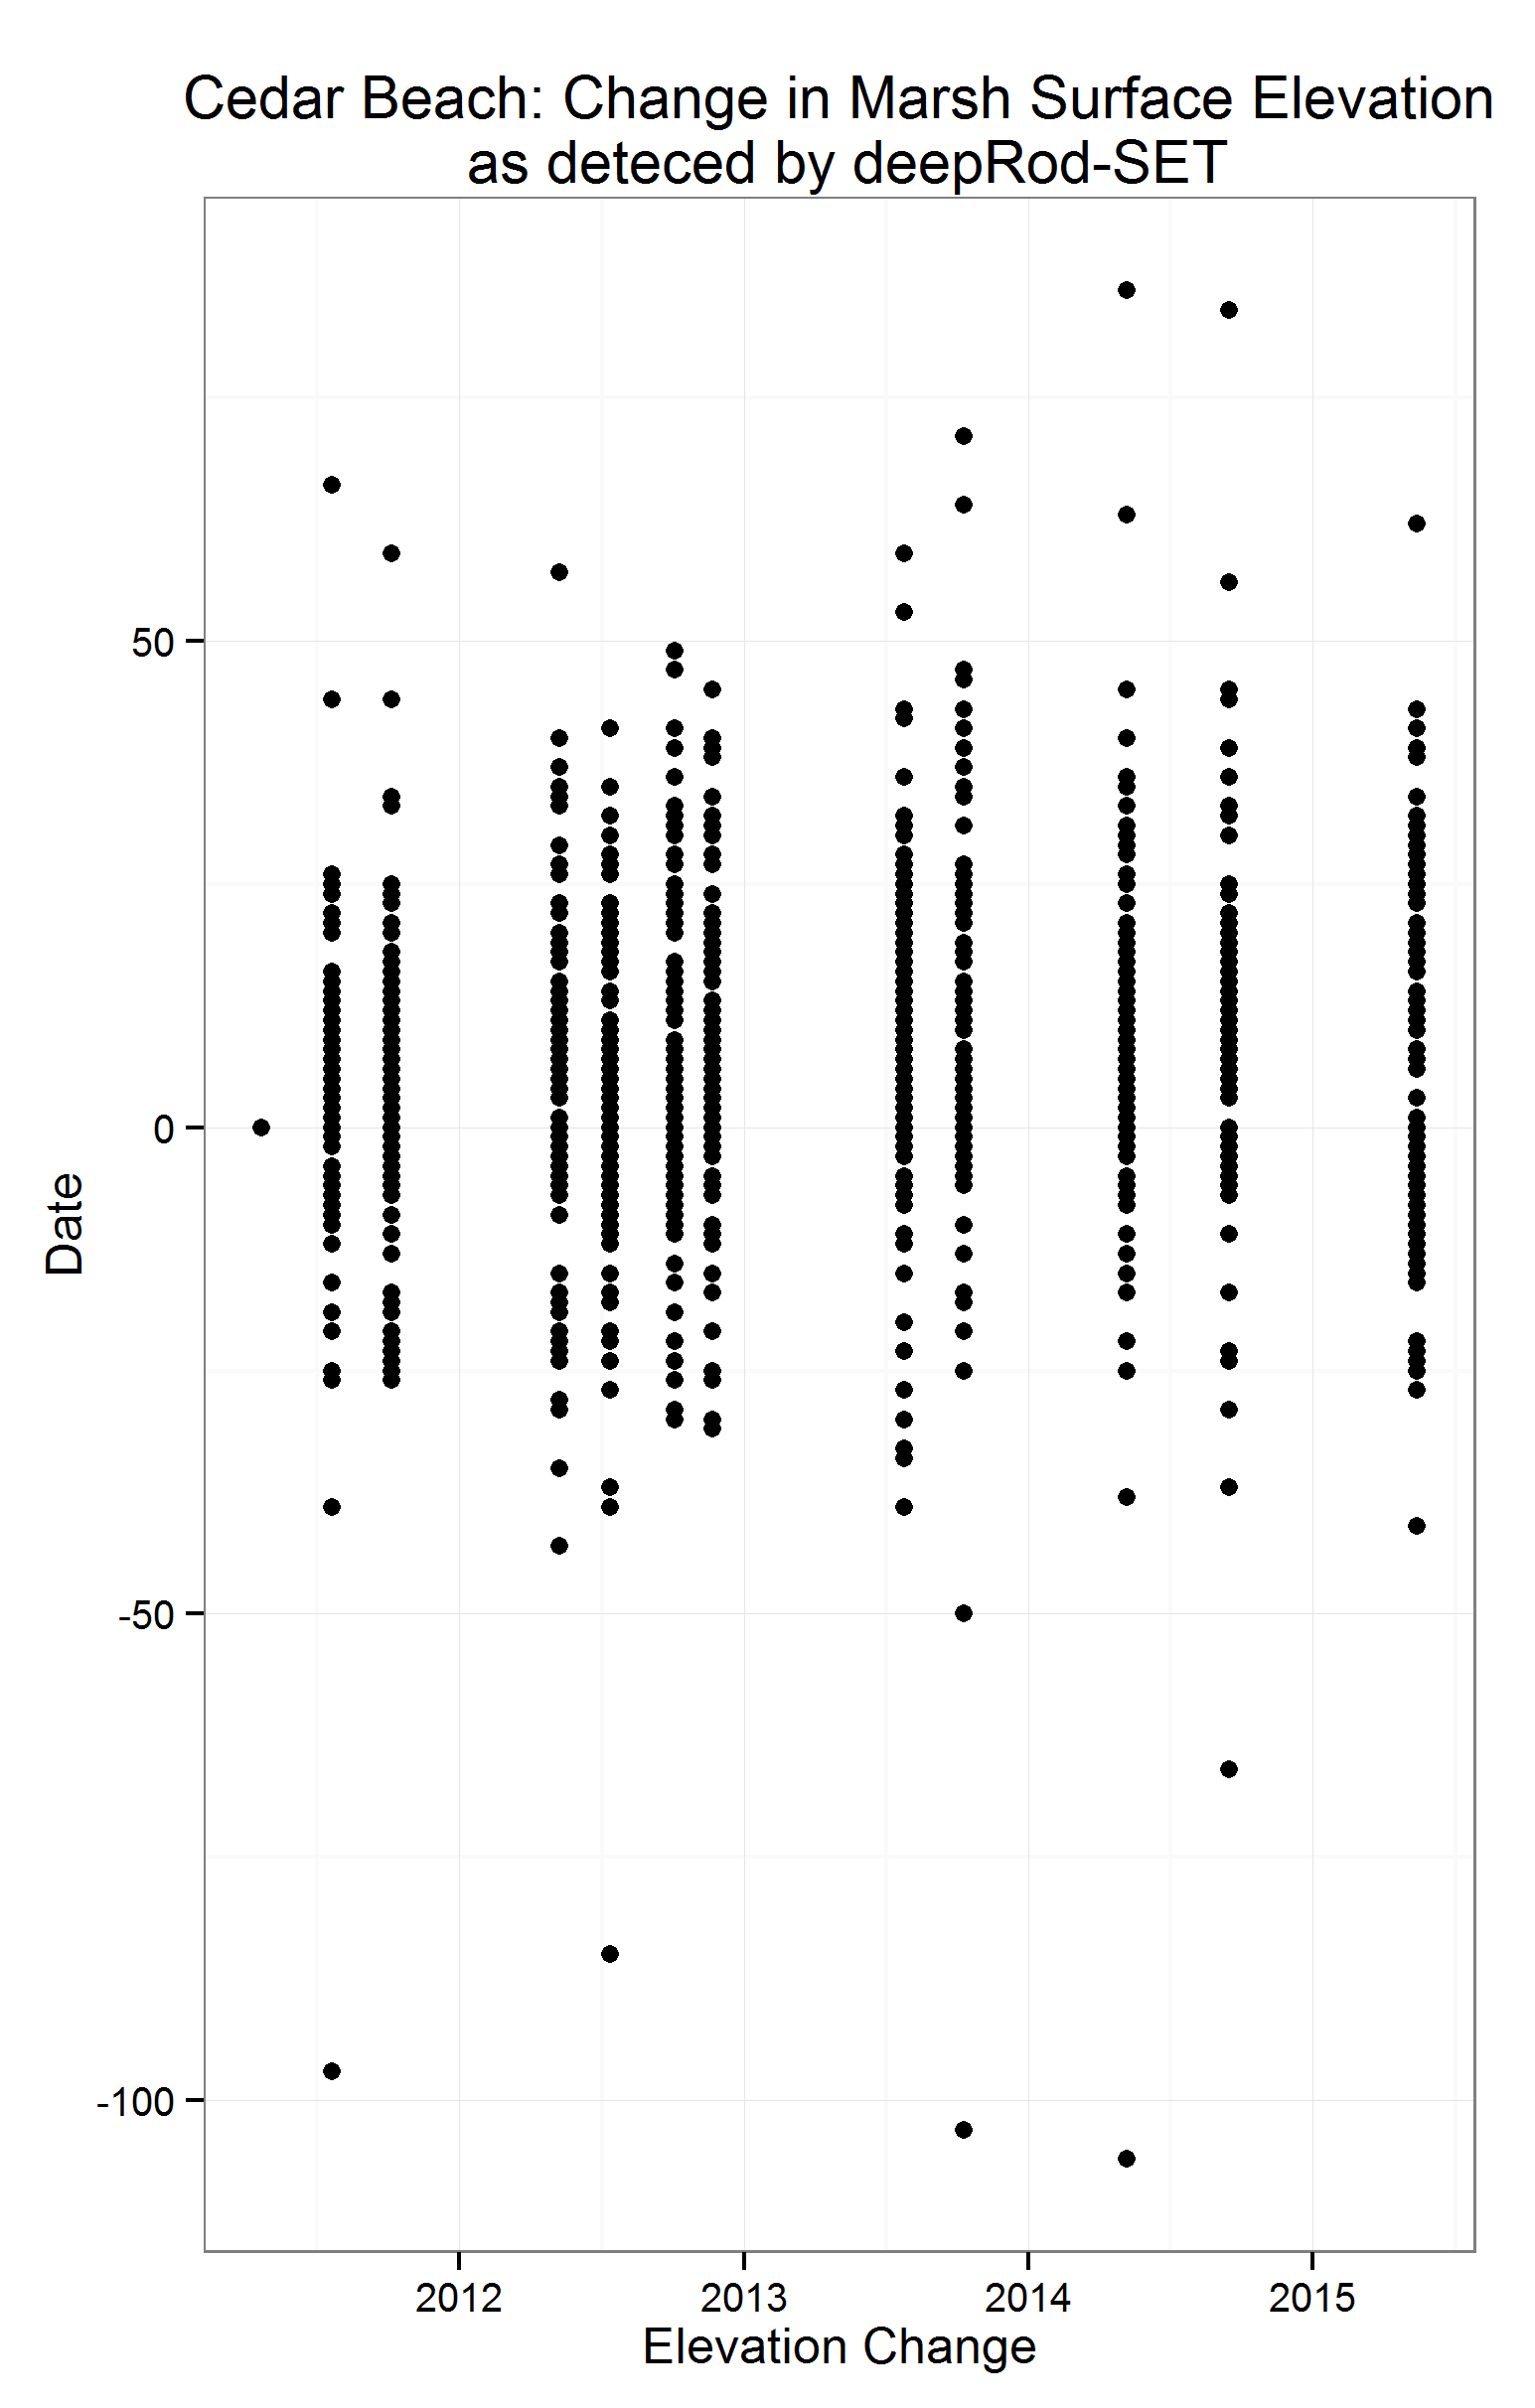 Cedar Beach: Change in Marsh Surface Elevation
as deteced by deepRod-SET
50
0
Date
-50
-100
2012 2013 2014 2015
Elevation Change